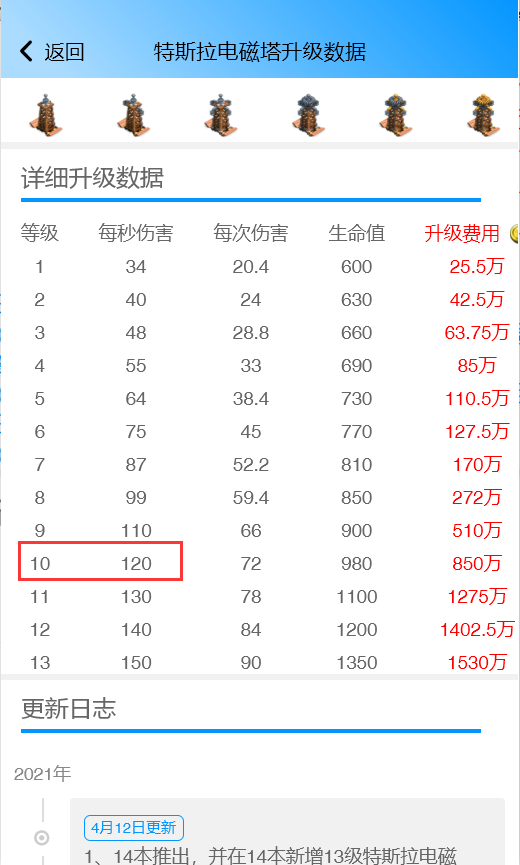 返回 特斯拉电磁塔升级数据
详细升级数据
等级 每秒伤害 每次伤害 生命值 升级费用
1 34 20.4 600 25.5万
2 40 24 630 42.5万
3 48 28.8 660 63.75万
4 55 33 690 85万
5 64 38.4 730 110.5万
6 75 45 770 127.5万
7 87 52.2 810 170万
8 99 59.4 850 272万
9 110 66 900 510万
10 120 72 980 850万
11 130 78 1100 1275万
12 140 84 1200 1402.5万
13 150 90 1350 1530万
更新日志
2021年
4月12日更新
1、14本推出，并在14本新增13级特斯拉电磁